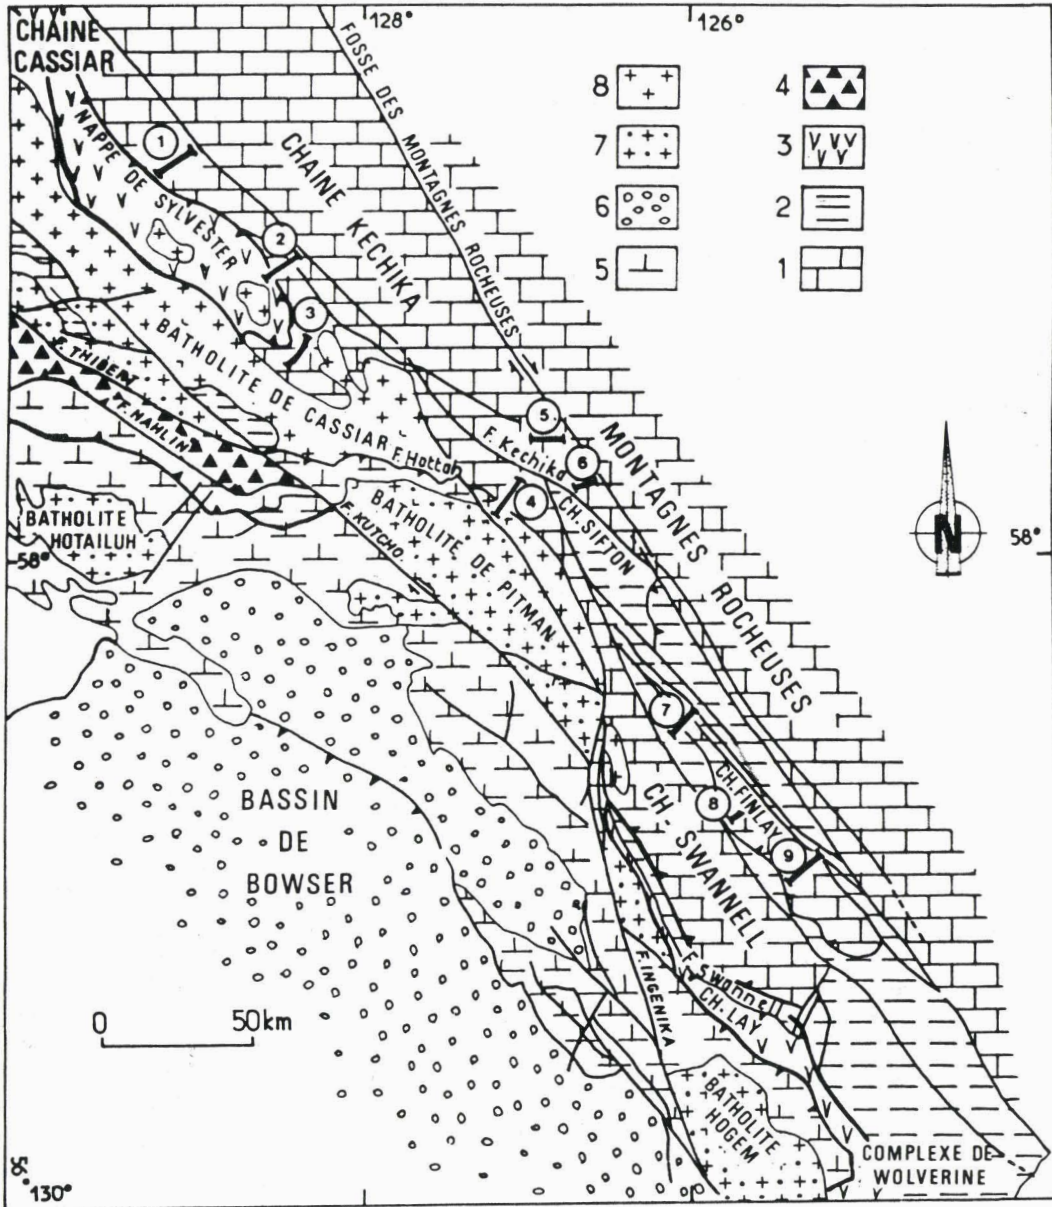 128°
126°
CHAINE
CASSIAR
FOSSE DES MONTAGNES ROCHEUSES
8
4
7
3
6
2
5
1
1
NAPPE DE SYLVESTER
CHAINE KECHIKA
2
3
BATHOLITE DE CASSIAR
F. THIBERT
F. NAHLIN
F. Hottah
5
F. Kechika
6
MONTAGNES ROCHEUSES
4
CH. SIFTON
BATHOLITE
HOTAILUH
58°
N
58°
F. KUTCHO
BATHOLITE DE PITMAN
7
CH. FINLAY
8
9
CH. SWANNELL
BASSIN
DE
BOWSER
F. Swannel
CH. LAY
F. INGENIKA
0 50km
BATHOLITE
HOGEM
COMPLEXE DE
WOLVERINE
56°
130°